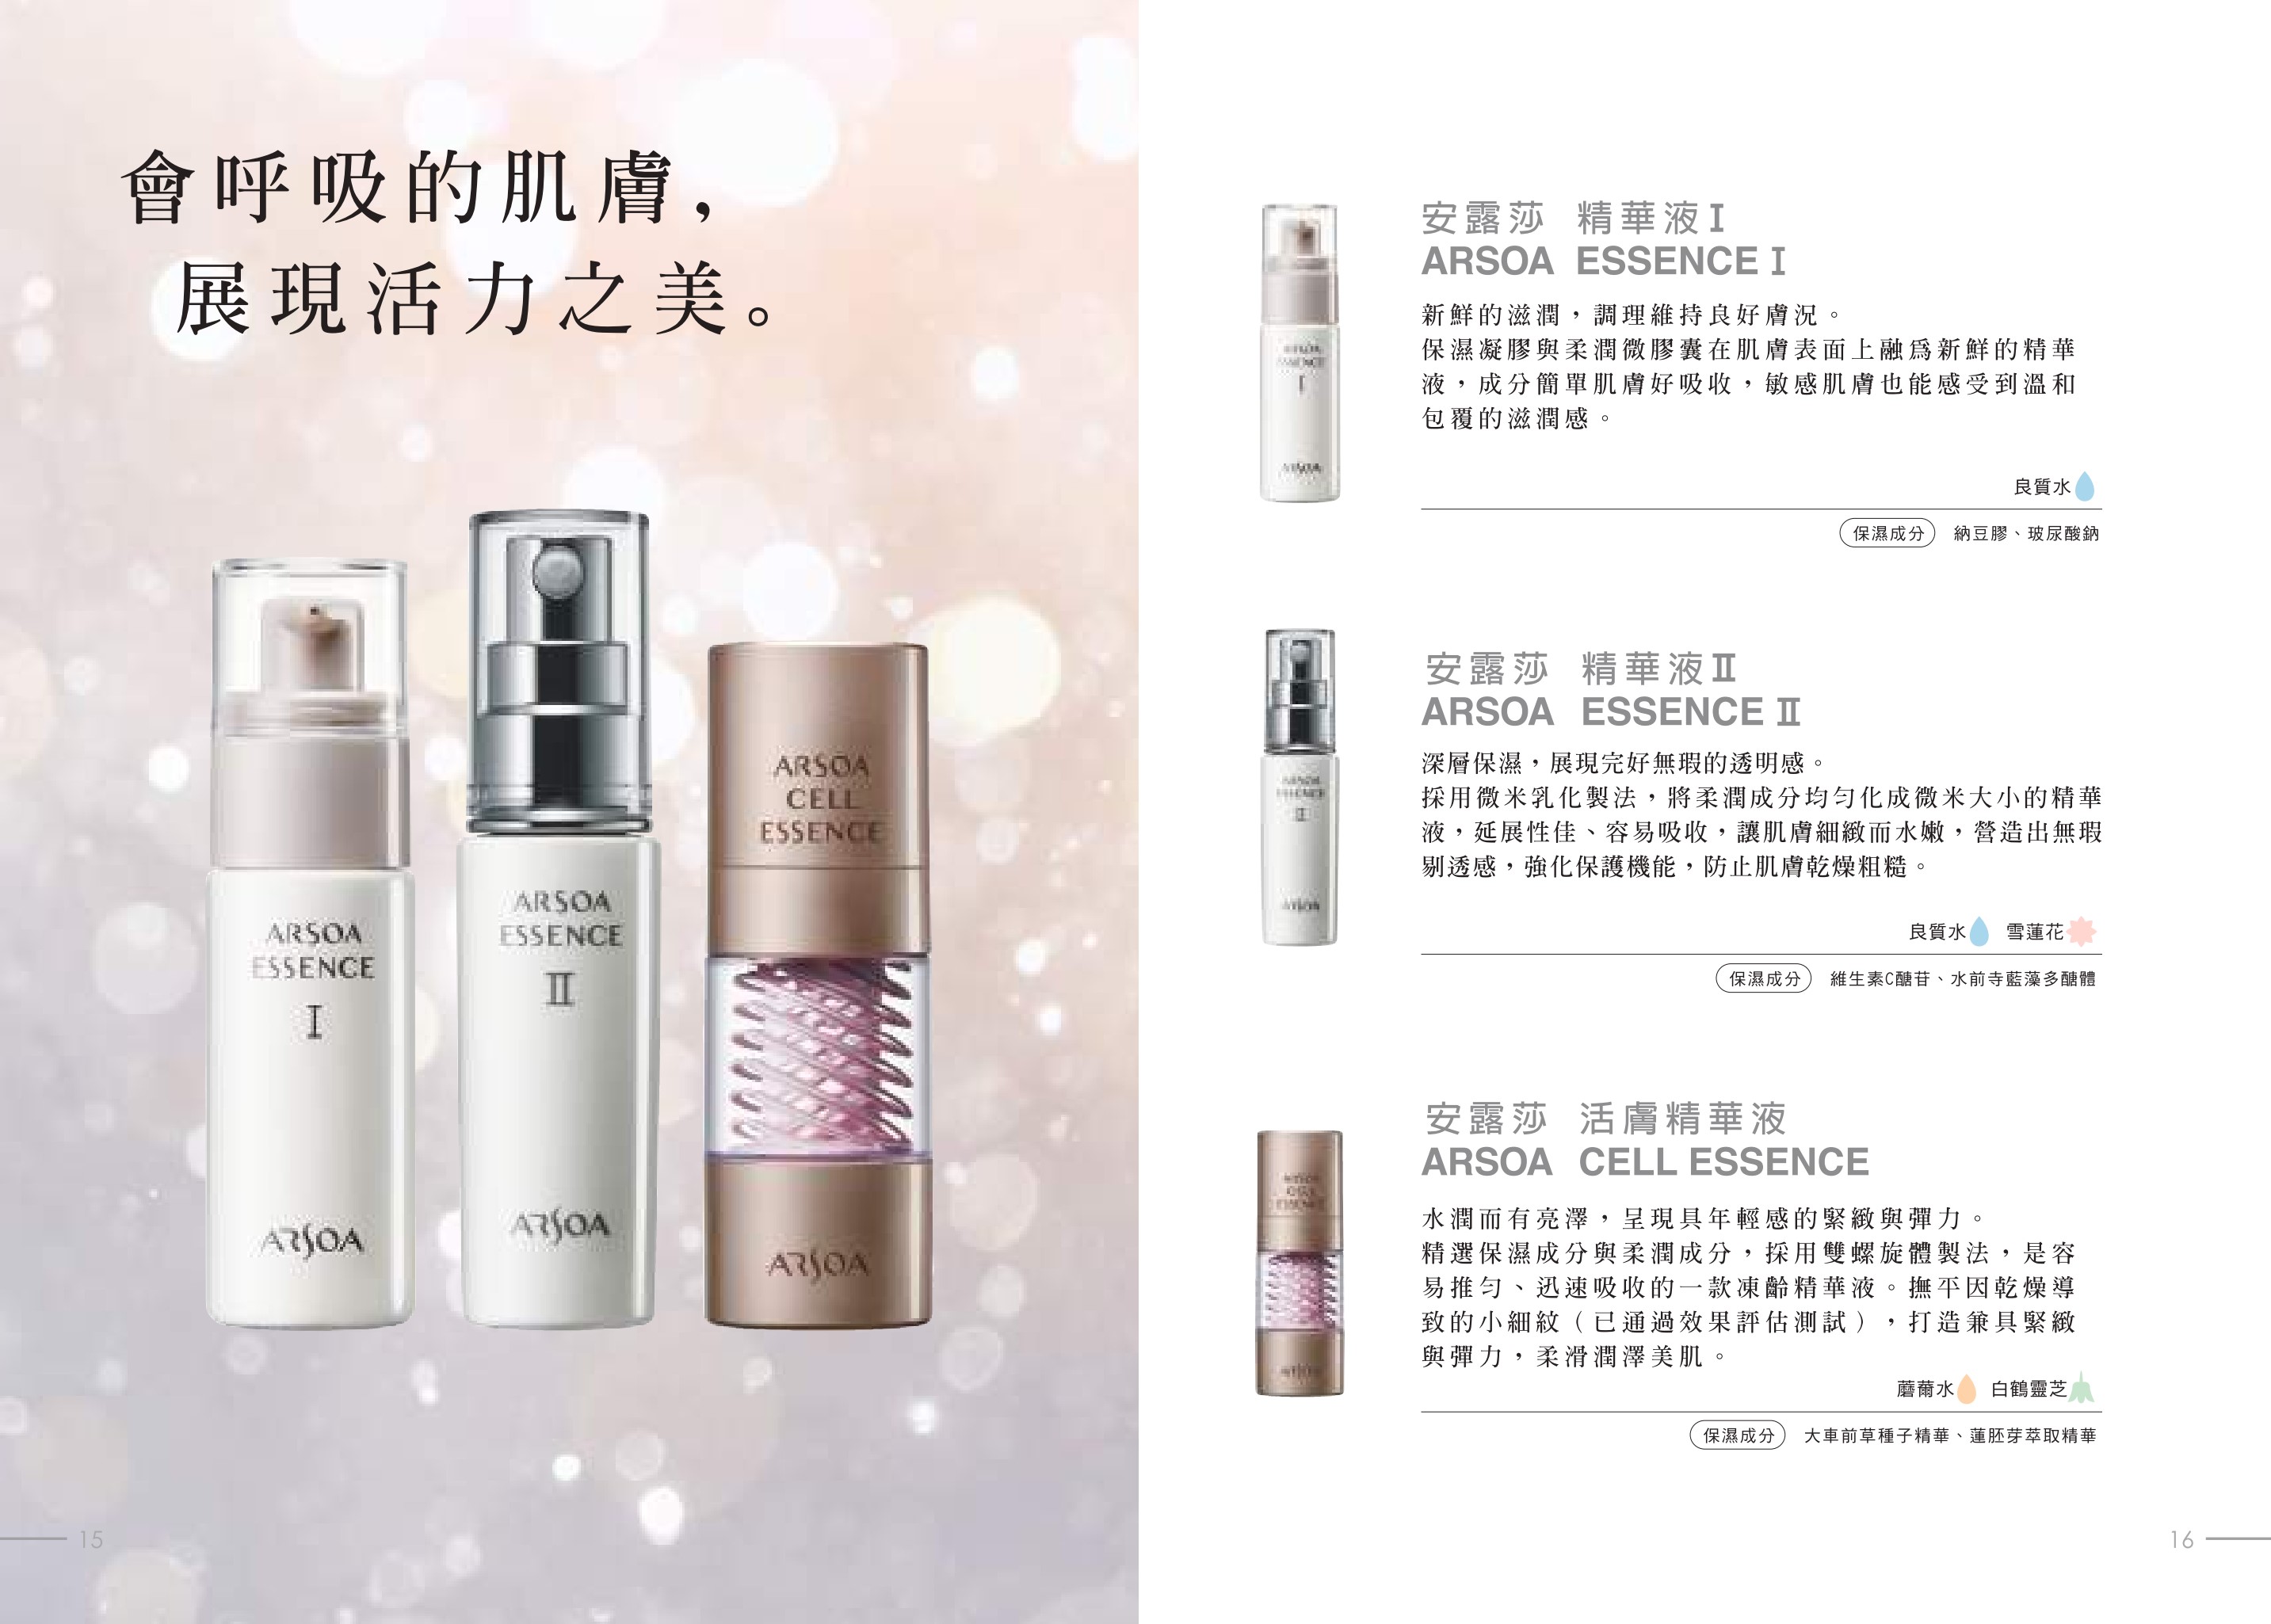 會呼吸的肌膚,
展現活力之美。
ARSOA
ESSENCE
I
ARSOA
ARSOA
ESSENCE
II
ARSOA
ARSOA
CELL
ESSENCE
ARSOA
15
安露莎 精華液I
ARSOA ESSENCE I
新鮮的滋潤，調理維持良好膚況。
保濕凝膠與柔潤微膠囊在肌膚表面上融爲新鮮的精華
液，成分簡單肌膚好吸收，敏感肌膚也能感受到溫和
包覆的滋潤感。
良質水
保濕成分 納豆膠、玻尿酸鈉
ARSOA
ESSENCE
I
ARSOA
安露莎 精華液II
ARSOA ESSENCE II
深層保濕，展現完好無瑕的透明感。
採用微米乳化製法，將柔潤成分均勻化成微米大小的精華
液，延展性佳、容易吸收，讓肌膚細緻而水嫩，營造出無瑕
剔透感，強化保護機能，防止肌膚乾燥粗糙。
良質水 雪蓮花
保濕成分 維生素C醣苷、水前寺藍藻多醣體
ARSOA
ESSENCE
II
ARSOA
安露莎 活膚精華液
ARSOA CELL ESSENCE
水潤而有亮澤，呈現具年輕感的緊緻與彈力。
精選保濕成分與柔潤成分，採用雙螺旋體製法，是容
易推勻、迅速吸收的一款凍齡精華液。撫平因乾燥導
致的小細紋（已通過效果評估測試），打造兼具緊緻
與彈力，柔滑潤澤美肌。
蘑薾水 白鶴靈芝
保濕成分 大車前草種子精華、蓮胚芽萃取精華
ARSOA
CELL
ESSENCE
ARSOA
16